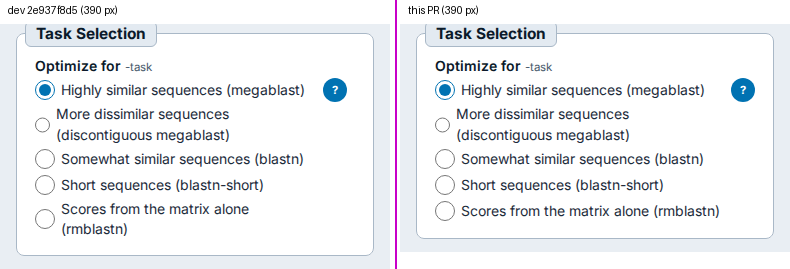 dev 2e937f8d5 (390 px)
Task Selection
Optimize for -task
Highly similar sequences (megablast)
?
More dissimilar sequences
(discontiguous megablast)
Somewhat similar sequences (blastn)
Short sequences (blastn-short)
Scores from the matrix alone
(rmblastn)
this PR (390 px)
Task Selection
Optimize for -task
Highly similar sequences (megablast)
?
More dissimilar sequences
(discontiguous megablast)
Somewhat similar sequences (blastn)
Short sequences (blastn-short)
Scores from the matrix alone (rmblastn)